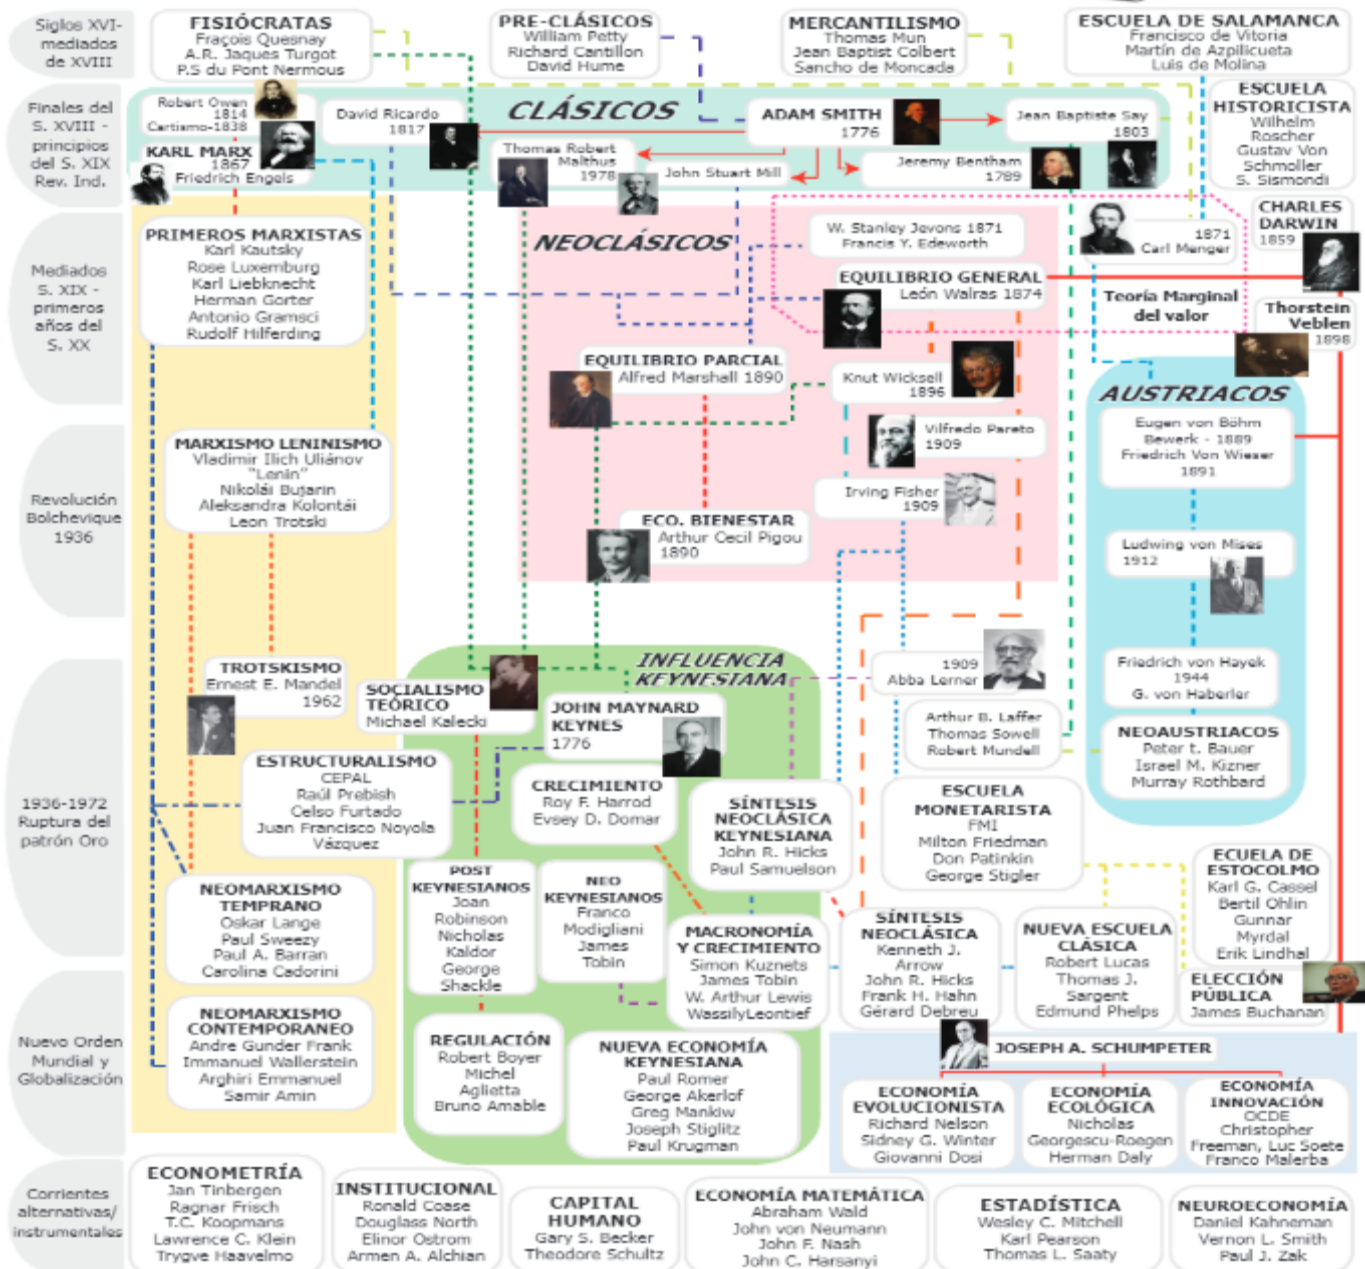 Siglos XVI-
mediados
de XVIII
FISIÓCRATAS
Fraçois Quesnay
A.R. Jaques Turgot
P.S du Pont Nermous
PRE-CLÁSICOS
William Petty
Richard Cantillon
David Hume
MERCANTILISMO
Thomas Mun
Jean Baptist Colbert
Sancho de Moncada
ESCUELA DE SALAMANCA
Francisco de Vitoria
Martín de Azpilicueta
Luis de Molina
Finales del
S. XVIII -
principios
del S. XIX
Rev. Ind.
Robert Owen
1814
Cartismo-1838
KARL MARX
1867
Friedrich Engels
David Ricardo
1817
CLÁSICOS
ADAM SMITH
1776
Jean Baptiste Say
1803
Thomas Robert
Malthus
1978
John Stuart Mill
Jeremy Bentham
1789
ESCUELA
HISTORICISTA
Wilhelm
Roscher
Gustav Von
Schmoller
S. Sismondi
Mediados
S. XIX -
primeros
años del
S. XX
PRIMEROS MARXISTAS
Karl Kautsky
Rose Luxemburg
Karl Liebknecht
Herman Gorter
Antonio Gramsci
Rudolf Hilferding
NEOCLÁSICOS
W. Stanley Jevons 1871
Francis Y. Edeworth
EQUILIBRIO GENERAL
León Walras 1874
1871
Carl Menger
CHARLES
DARWIN
1859
Teoría Marginal
del valor
Thorstein
Veblen
1898
EQUILIBRIO PARCIAL
Alfred Marshall 1890
Knut Wicksell
1896
AUSTRIACOS
Eugen von Böhm
Bewerk - 1889
Friedrich Von Wieser
1891
Revolución
Bolchevique
1936
MARXISMO LENINISMO
Vladimir Ilich Uliánov
"Lenin"
Nikolái Bujarin
Aleksandra Kolontái
Leon Trotski
Vilfredo Pareto
1909
Irving Fisher
1909
ECO. BIENESTAR
Arthur Cecil Pigou
1890
Ludwing von Mises
1912
1936-1972
Ruptura del
patrón Oro
TROTSKISMO
Ernest E. Mandel
1962
SOCIALISMO
TEÓRICO
Michael Kalecki
INFLUENCIA
KEYNESIANA
JOHN MAYNARD
KEYNES
1776
1909
Abba Lerner
Friedrich von Hayek
1944
G. von Haberler
Arthur B. Laffer
Thomas Sowell
Robert Mundell
NEOAUSTRIACOS
Peter t. Bauer
Israel M. Kizner
Murray Rothbard
ESTRUCTURALISMO
CEPAL
Raúl Prebish
Celso Furtado
Juan Francisco Noyola
Vázquez
CRECIMIENTO
Roy F. Harrod
Evsey D. Domar
SÍNTESIS
NEOCLÁSICA
KEYNESIANA
John R. Hicks
Paul Samuelson
ESCUELA
MONETARISTA
FMI
Milton Friedman
Don Patinkin
George Stigler
ECUELA DE
ESTOCOLMO
Karl G. Cassel
Bertil Ohlin
Gunnar
Myrdal
Erik Lindhal
NEOMARXISMO
TEMPRANO
Oskar Lange
Paul Sweezy
Paul A. Barran
Carolina Cadorini
POST
KEYNESIANOS
Joan
Robinson
Nicholas
Kaldor
George
Shackle
NEO
KEYNESIANOS
Franco
Modigliani
James
Tobin
MACRONOMÍA
Y CRECIMIENTO
Simon Kuznets
James Tobin
W. Arthur Lewis
WassilyLeontief
SÍNTESIS
NEOCLÁSICA
Kenneth J.
Arrow
John R. Hicks
Frank H. Hahn
Gérard Debreu
NUEVA ESCUELA
CLÁSICA
Robert Lucas
Thomas J.
Sargent
Edmund Phelps
ELECCIÓN
PÚBLICA
James Buchanan
Nuevo Orden
Mundial y
Globalización
NEOMARXISMO
CONTEMPORANEO
Andre Gunder Frank
Immanuel Wallerstein
Arghiri Emmanuel
Samir Amin
REGULACIÓN
Robert Boyer
Michel
Aglietta
Bruno Amable
NUEVA ECONOMÍA
KEYNESIANA
Paul Romer
George Akerlof
Greg Mankiw
Joseph Stiglitz
Paul Krugman
JOSEPH A. SCHUMPETER
ECONOMÍA
EVOLUCIONISTA
Richard Nelson
Sidney G. Winter
Giovanni Dosi
ECONOMÍA
ECOLÓGICA
Nicholas
Georgescu-Roegen
Herman Daly
ECONOMÍA
INNOVACIÓN
OCDE
Christopher
Freeman, Luc Soete
Franco Malerba
Corrientes
alternativas/
instrumentales
ECONOMETRÍA
Jan Tinbergen
Ragnar Frisch
T.C. Koopmans
Lawrence C. Klein
Trygve Haavelmo
INSTITUCIONAL
Ronald Coase
Douglass North
Elinor Ostrom
Armen A. Alchian
CAPITAL
HUMANO
Gary S. Becker
Theodore Schultz
ECONOMÍA MATEMÁTICA
Abraham Wald
John von Neumann
John F. Nash
John C. Harsanyi
ESTADÍSTICA
Wesley C. Mitchell
Karl Pearson
Thomas L. Saaty
NEUROECONOMÍA
Daniel Kahneman
Vernon L. Smith
Paul J. Zak